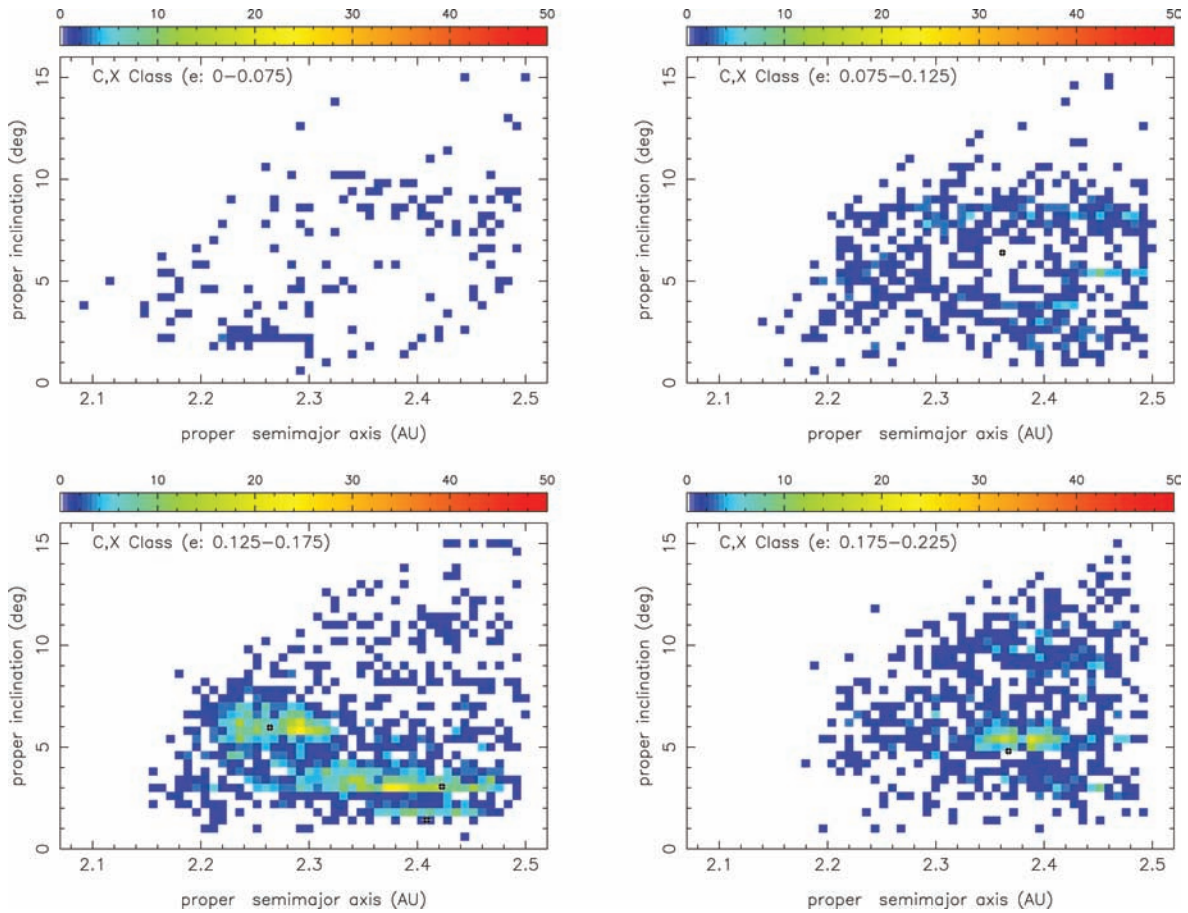 0 10 20 30 40 50
C,X Class (e: 0−0.075)
15
10
5
0
proper inclination (deg)
2.1 2.2 2.3 2.4 2.5
proper semimajor axis (AU)
0 10 20 30 40 50
C,X Class (e: 0.075−0.125)
15
10
5
0
proper inclination (deg)
2.1 2.2 2.3 2.4 2.5
proper semimajor axis (AU)
0 10 20 30 40 50
C,X Class (e: 0.125−0.175)
15
10
5
0
proper inclination (deg)
2.1 2.2 2.3 2.4 2.5
proper semimajor axis (AU)
0 10 20 30 40 50
C,X Class (e: 0.175−0.225)
15
10
5
0
proper inclination (deg)
2.1 2.2 2.3 2.4 2.5
proper semimajor axis (AU)